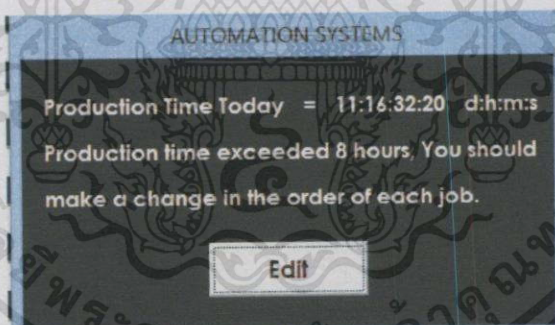 AUTOMATION SYSTEMS
Production Time Today = 11:16:32:20 d:h:m:s
Production time exceeded 8 hours, You should
make a change in the order of each job.
Edit